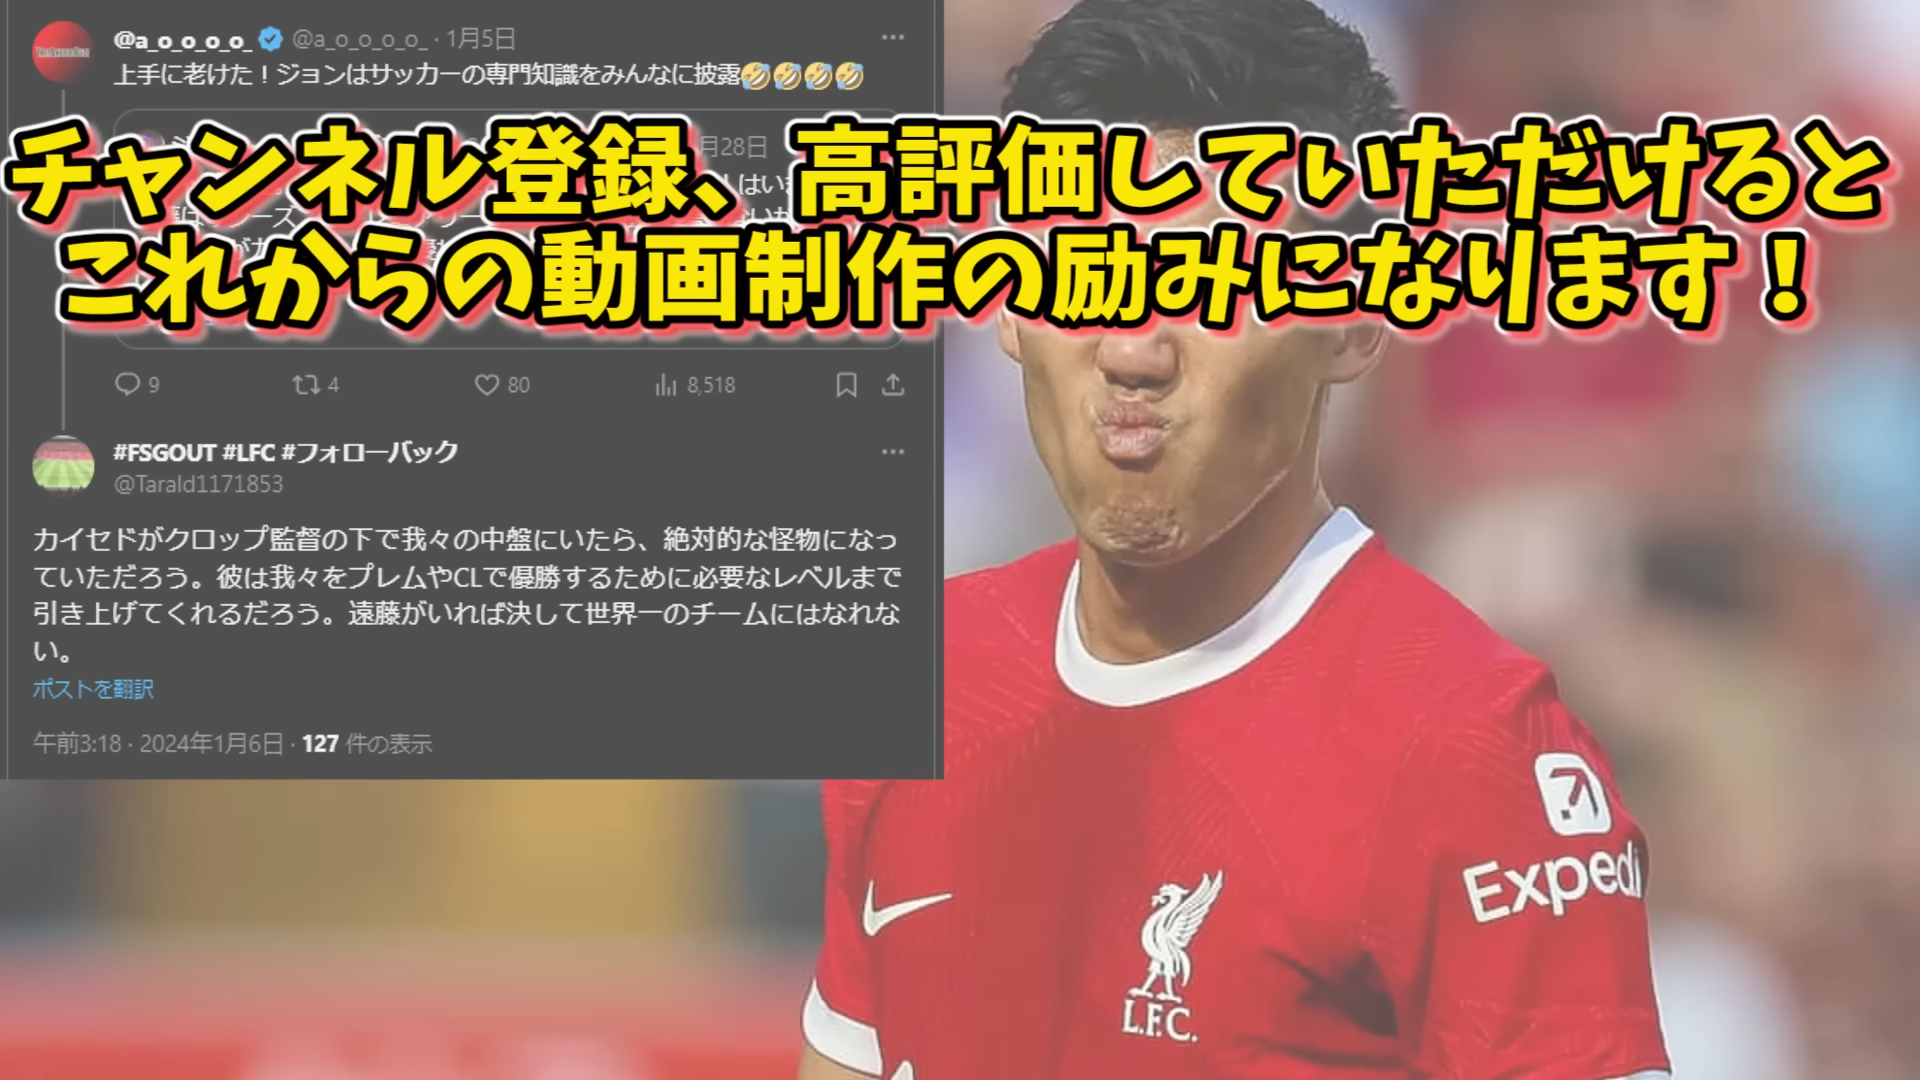 @a_o_o_o_o_ @a_o_o_o_o_ · 1月5日
上手に老けた！ジョンはサッカーの専門知識をみんなに披露🤣🤣🤣🤣
月28日
チャンネル登録、高評価していただけると
これからの動画制作の励みになります！
9 4 80 8,518
#FSGOUT #LFC #フォローバック
@Tarald1171853
カイセドがクロップ監督の下で我々の中盤にいたら、絶対的な怪物になっ
ていただろう。彼は我々をプレムやCLで優勝するために必要なレベルまで
引き上げてくれるだろう。遠藤がいれば決して世界一のチームにはなれな
い。
ポストを翻訳
午前3:18 · 2024年1月6日 · 127 件の表示
Expedi
L.F.C.